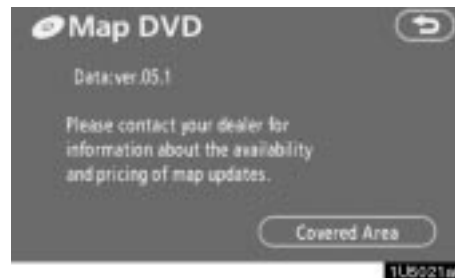 Map DVD
Data:ver.05.1
Please contact your dealer for
information about the availability
and pricing of map updates.
Covered Area
1U5021